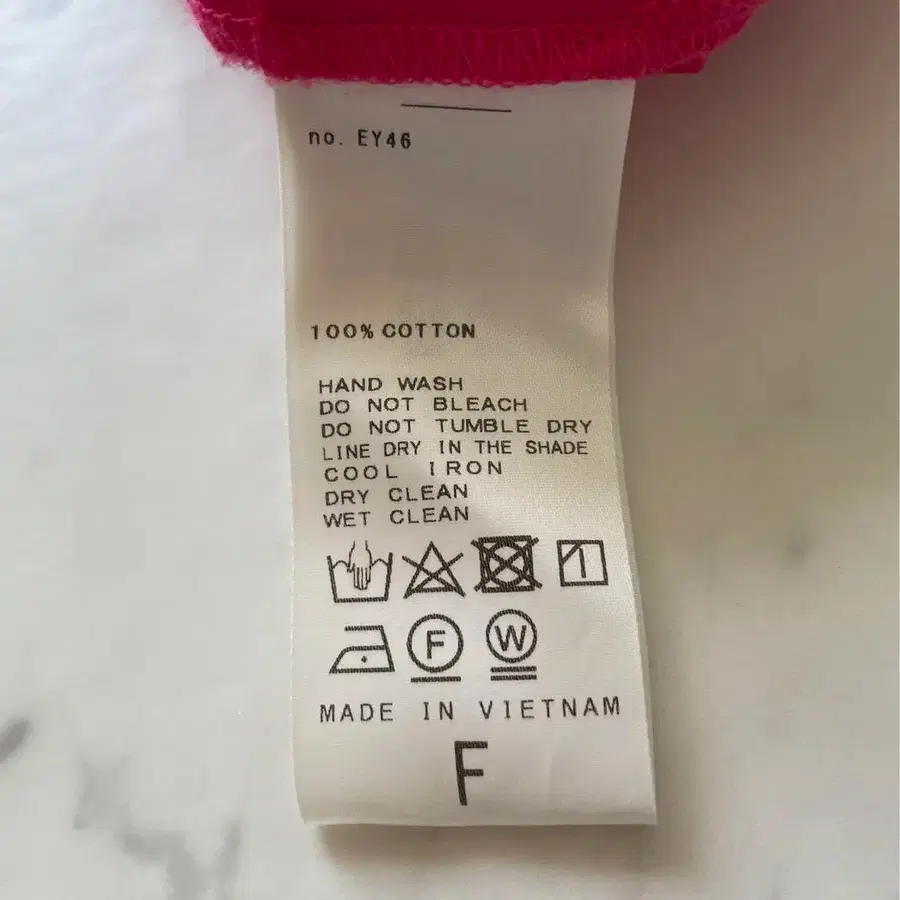 no. EY46
100% COTTON
HAND WASH
DO NOT BLEACH
DO NOT TUMBLE DRY
LINE DRY IN THE SHADE
COOL IRON
DRY CLEAN
WET CLEAN
F W
MADE IN VIETNAM
F